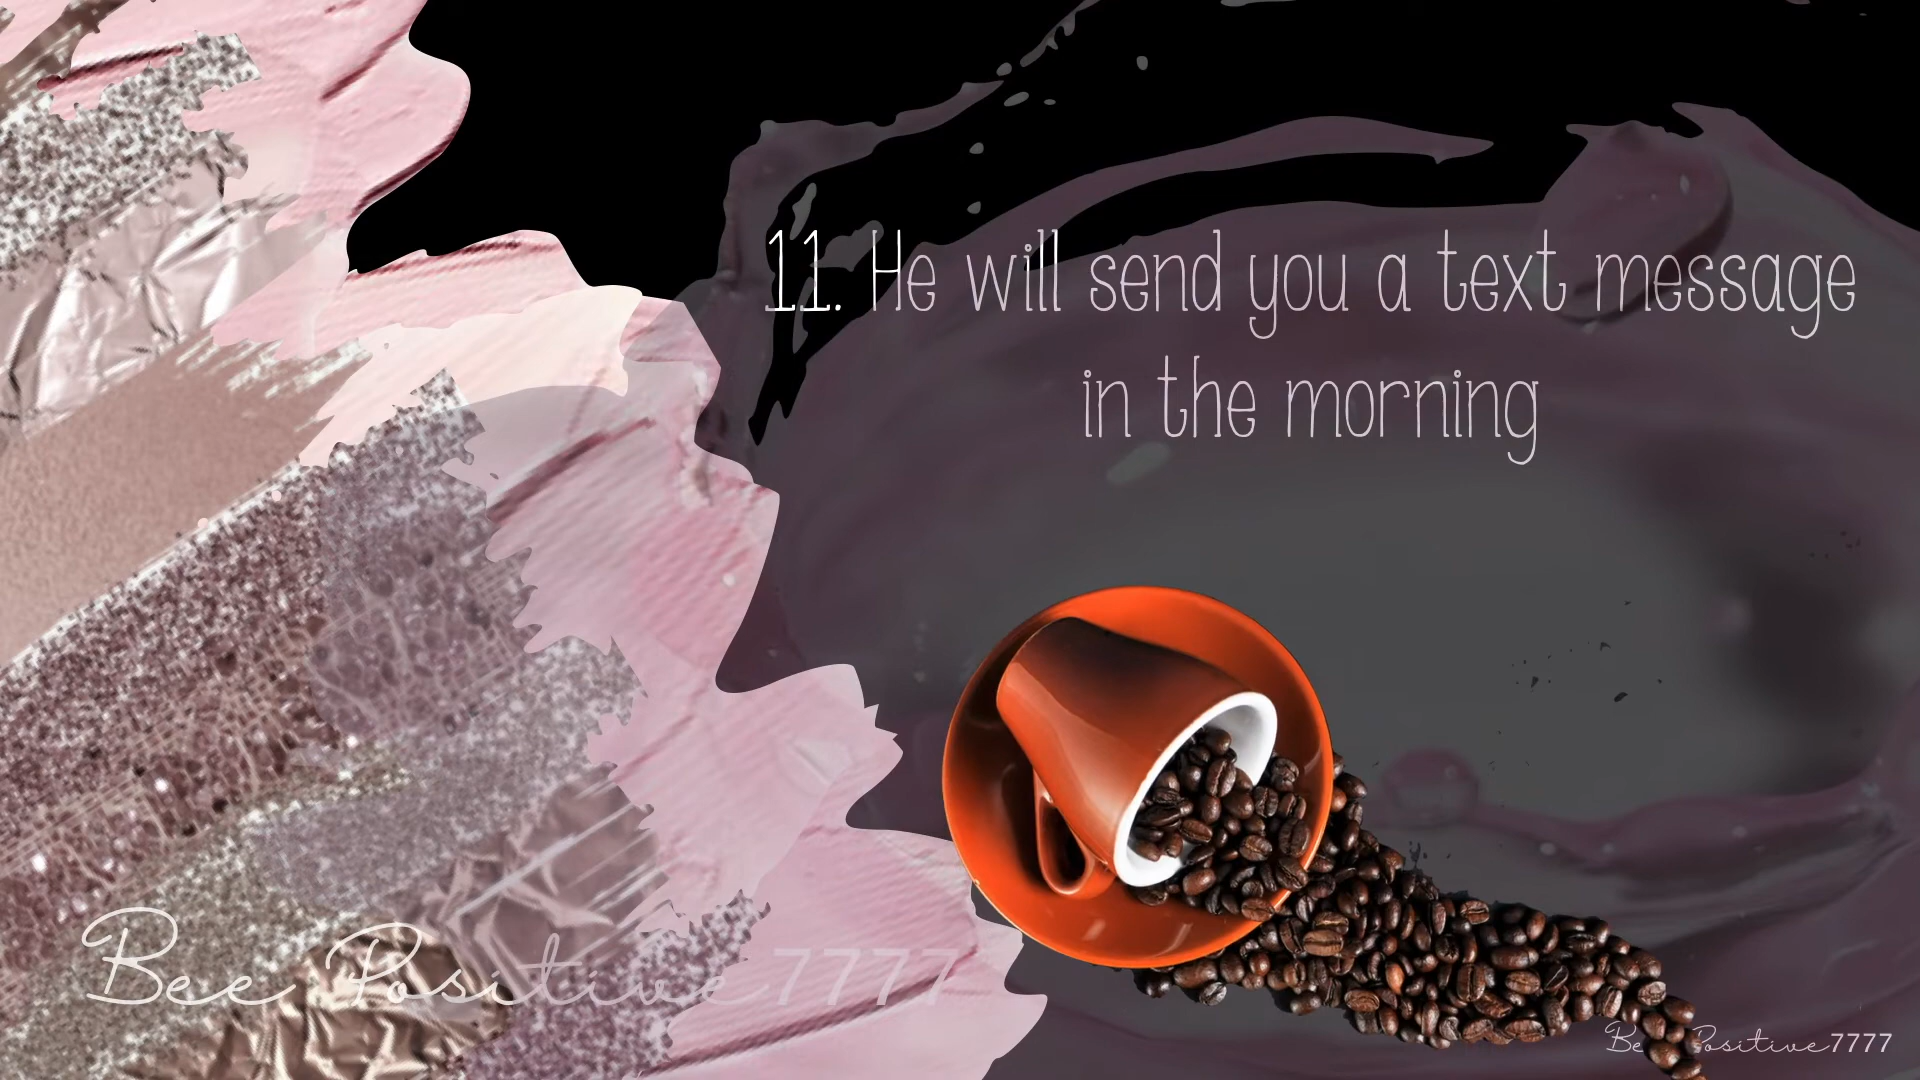 11. He will send you a text message
in the morning
Bee Positive7777
Bee Positive7777